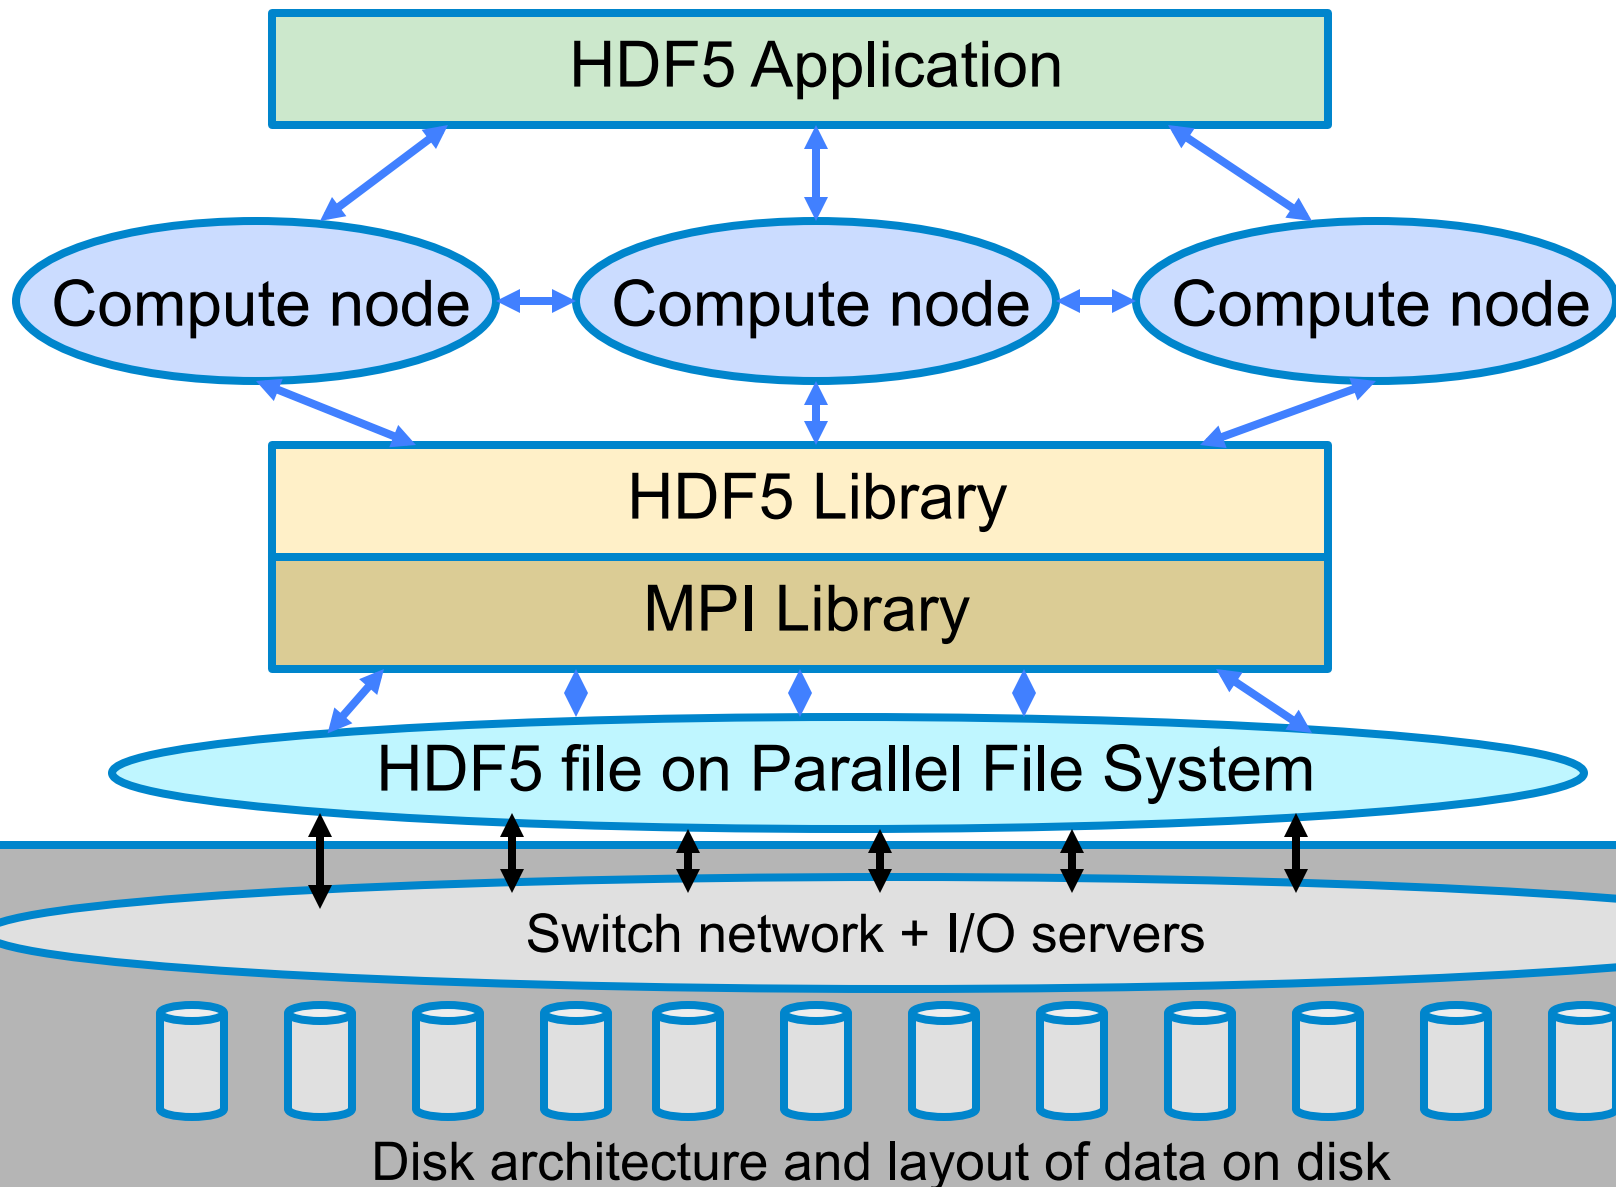 HDF5 Application
Compute node Compute node Compute node
HDF5 Library
MPI Library
HDF5 file on Parallel File System
Switch network + I/O servers
Disk architecture and layout of data on disk